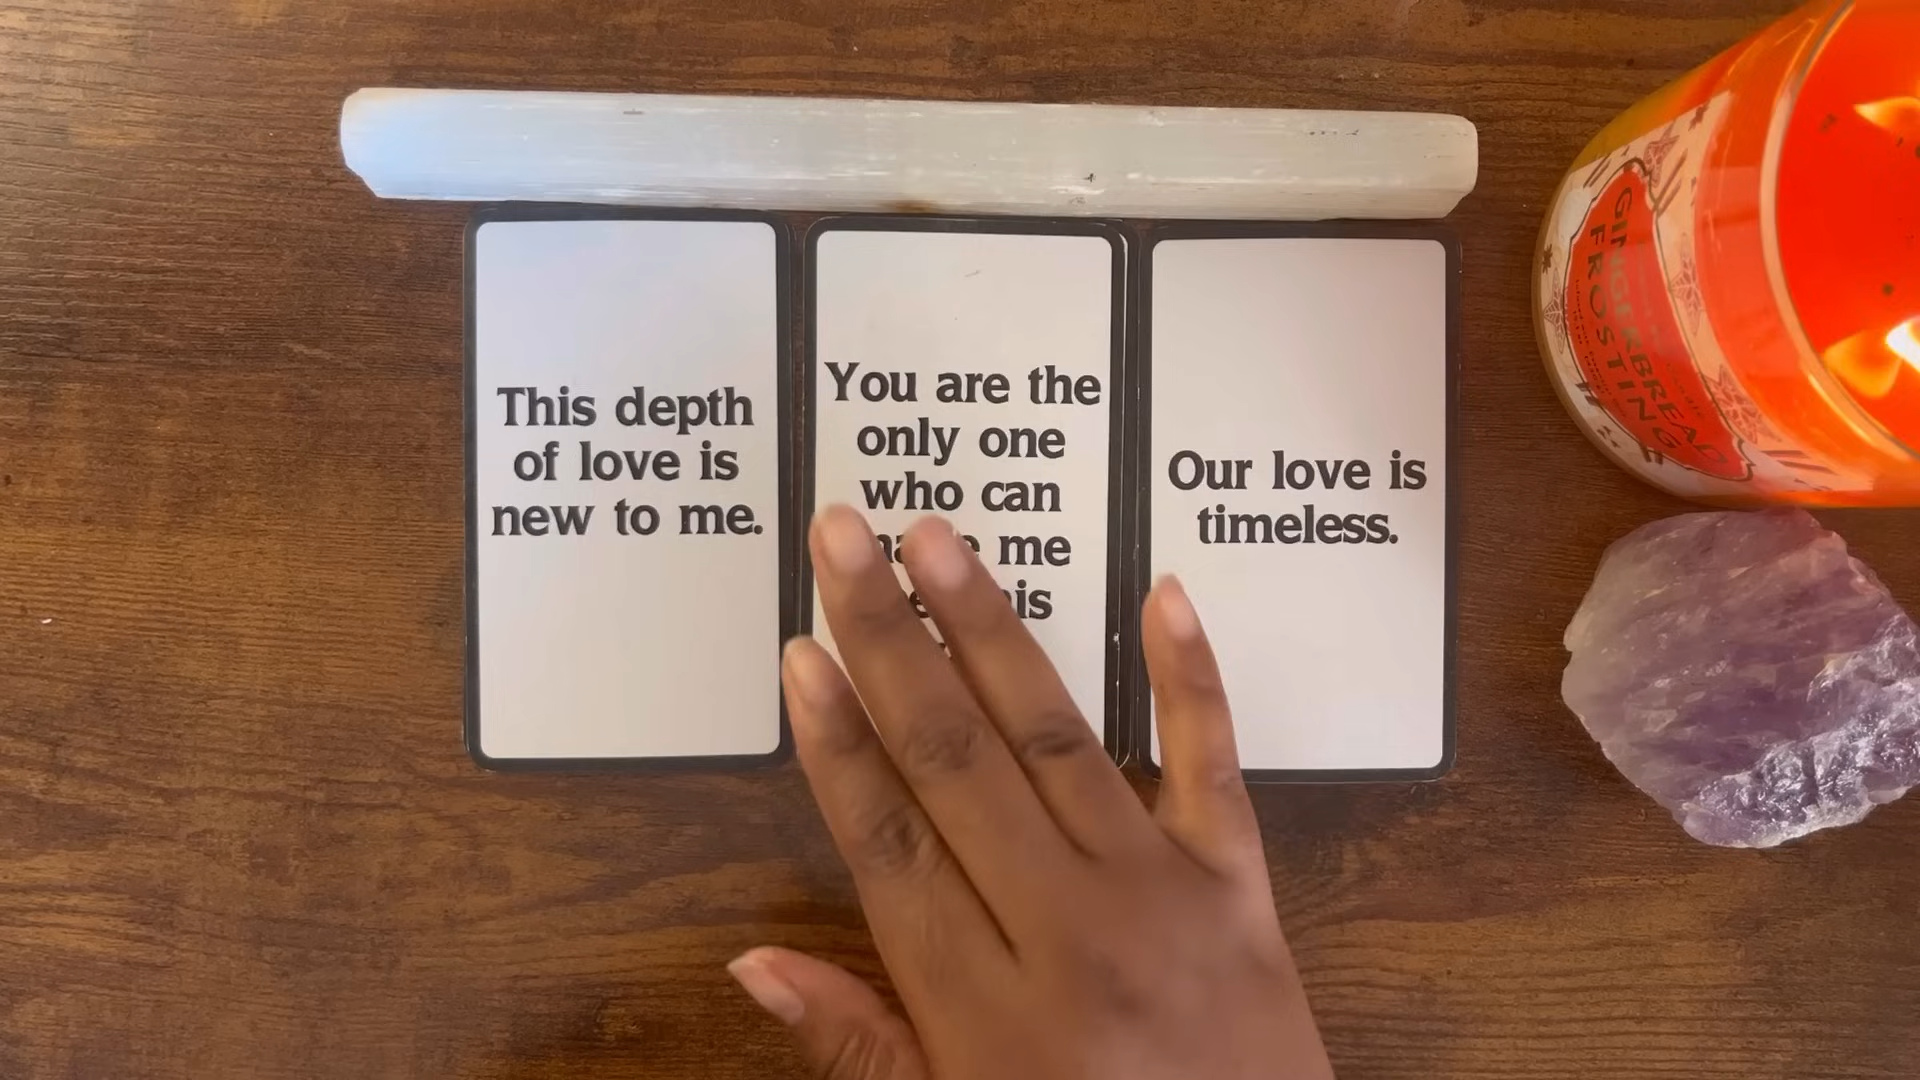 This depth
of love is
new to me.
You are the
only one
who can
me
Our love is
timeless.
GINGERBREAD
FROSTING